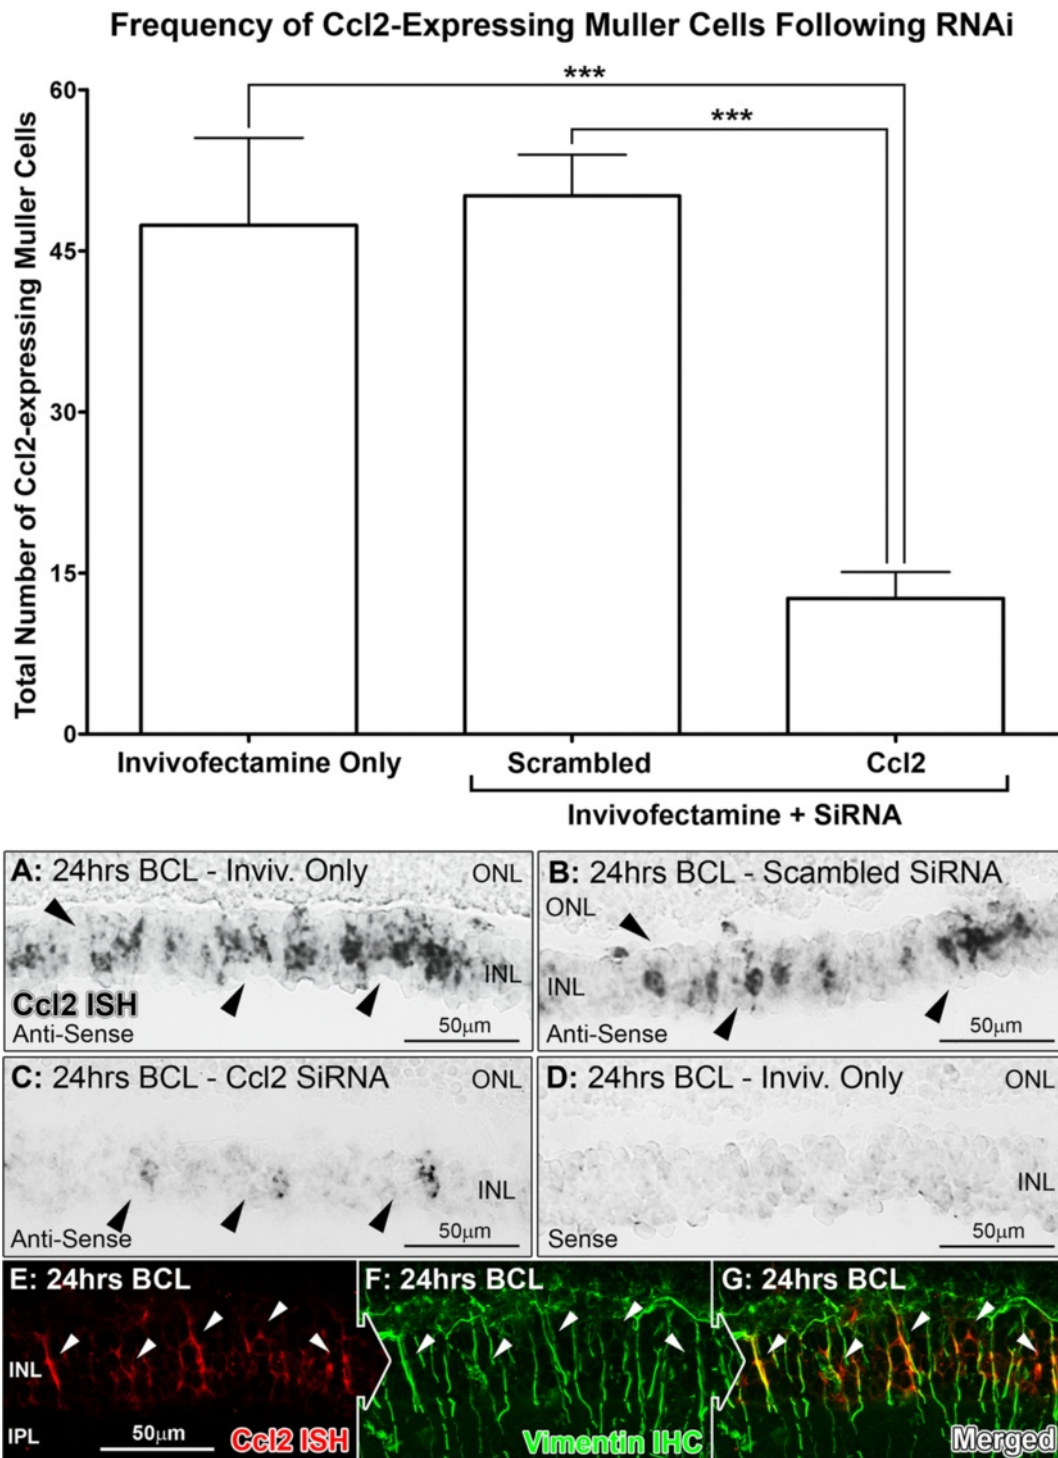 Frequency of Ccl2-Expressing Muller Cells Following RNAi
Total Number of Ccl2-expressing Muller Cells
60
45
30
15
0
***
***
Invivofectamine Only
Scrambled
Ccl2
Invivofectamine + SiRNA
A: 24hrs BCL - Inviv. Only
ONL
INL
Ccl2 ISH
Anti-Sense
50μm
B: 24hrs BCL - Scambled SiRNA
ONL
INL
Anti-Sense
50μm
C: 24hrs BCL - Ccl2 SiRNA
ONL
INL
Anti-Sense
50μm
D: 24hrs BCL - Inviv. Only
ONL
INL
Sense
50μm
E: 24hrs BCL
INL
IPL
50μm
Ccl2 ISH
F: 24hrs BCL
Vimentin IHC
G: 24hrs BCL
Merged